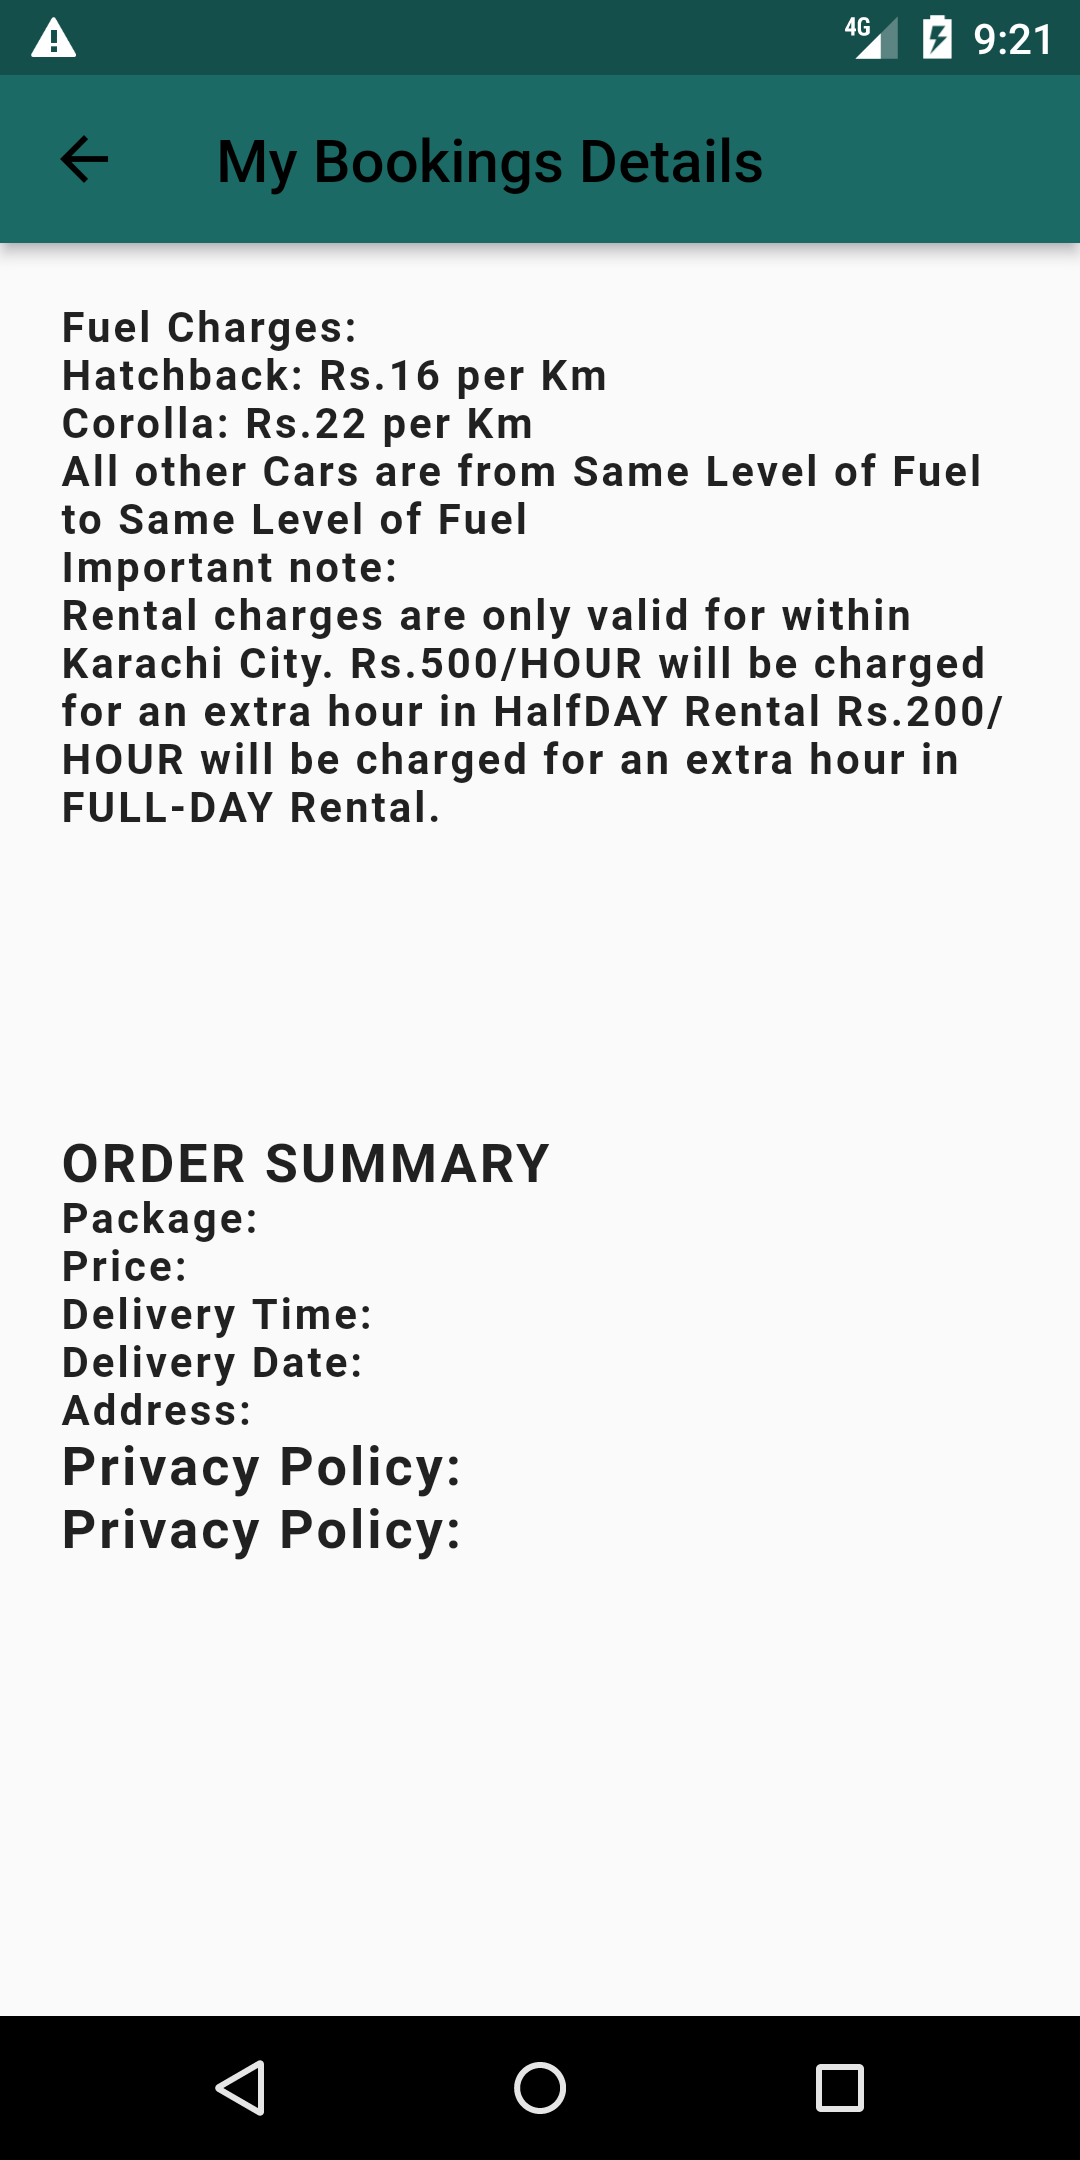 4G 9:21
My Bookings Details
Fuel Charges:
Hatchback: Rs.16 per Km
Corolla: Rs.22 per Km
All other Cars are from Same Level of Fuel
to Same Level of Fuel
Important note:
Rental charges are only valid for within
Karachi City. Rs.500/HOUR will be charged
for an extra hour in HalfDAY Rental Rs.200/
HOUR will be charged for an extra hour in
FULL-DAY Rental.
ORDER SUMMARY
Package:
Price:
Delivery Time:
Delivery Date:
Address:
Privacy Policy:
Privacy Policy: